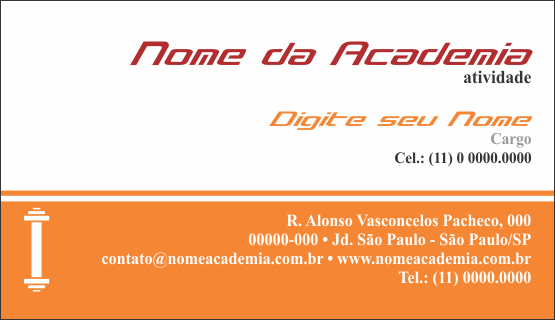 Nome da Academia
atividade
Digite seu Nome
Cargo
Cel.: (11) 0 0000.0000
R. Alonso Vasconcelos Pacheco, 000
00000-000 • Jd. São Paulo - São Paulo/SP
contato@nomeacademia.com.br • www.nomeacademia.com.br
Tel.: (11) 0000.0000